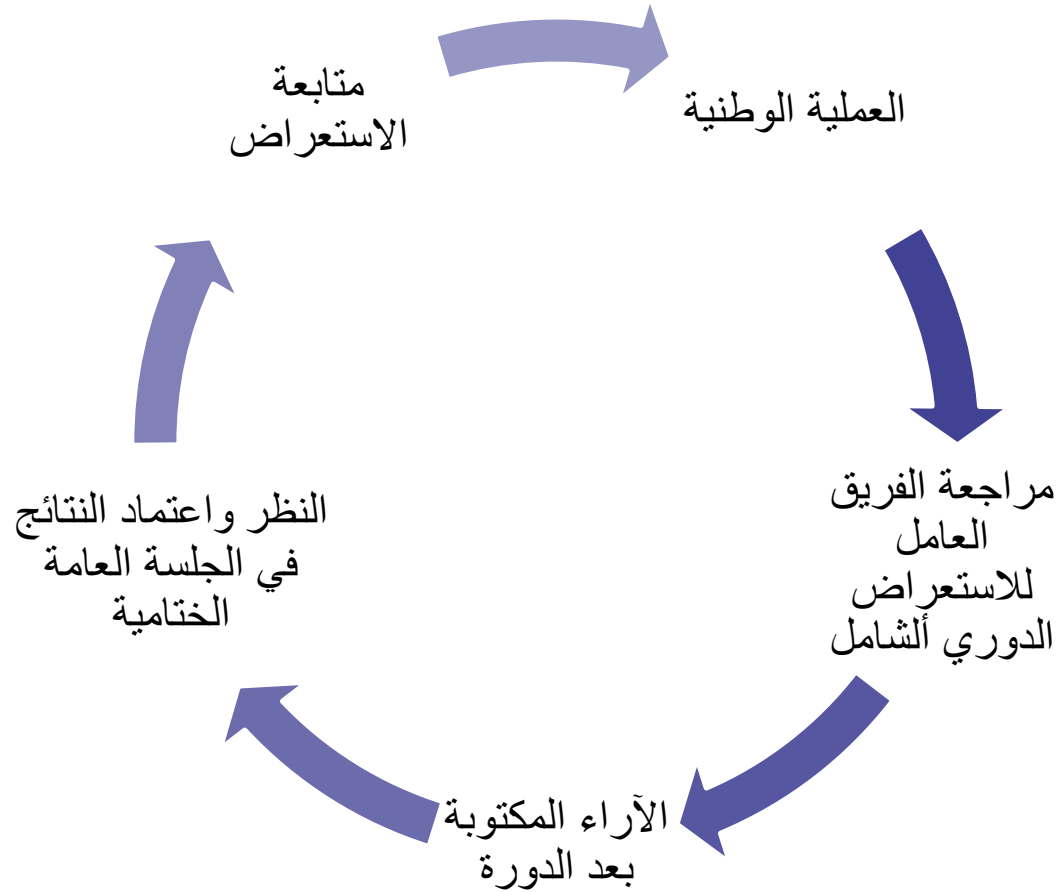 العملية الوطنية
مراجعة الفريق
العامل
للاستعراض
الدوري ألشامل
الآراء المكتوبة
بعد الدورة
النظر واعتماد النتائج
في الجلسة العامة
الختامية
متابعة
الاستعراض